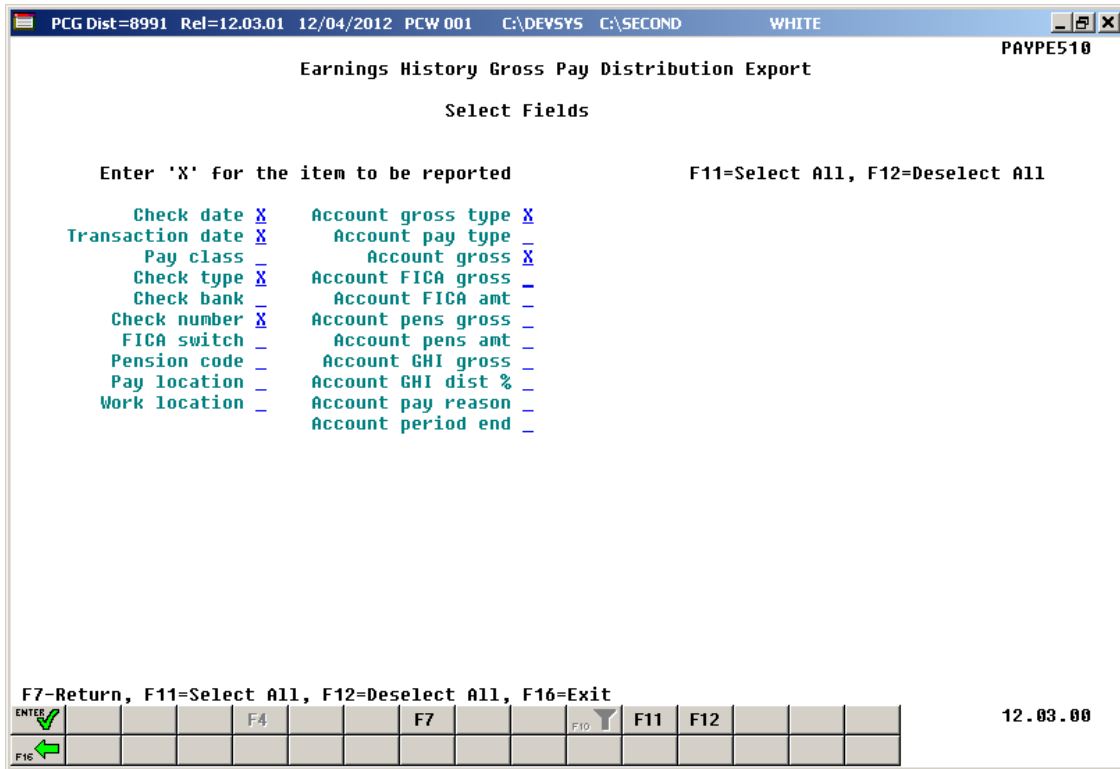 PCG Dist=8991 Rel=12.03.01 12/04/2012 PCW 001 C:\DEVSYS C:\SECOND WHITE
PAYPE510
Earnings History Gross Pay Distribution Export
Select Fields
Enter 'X' for the item to be reported F11=Select All, F12=Deselect All
Check date X Account gross type X
Transaction date X Account pay type _
Pay class _ Account gross X
Check type X Account FICA gross _
Check bank _ Account FICA amt _
Check number X Account pens gross _
FICA switch _ Account pens amt _
Pension code _ Account GHI gross _
Pay location _ Account GHI dist % _
Work location _ Account pay reason _
Account period end _
F7-Return, F11=Select All, F12=Deselect All, F16=Exit
ENTER F4 F7 F10 F11 F12 12.03.00
F16